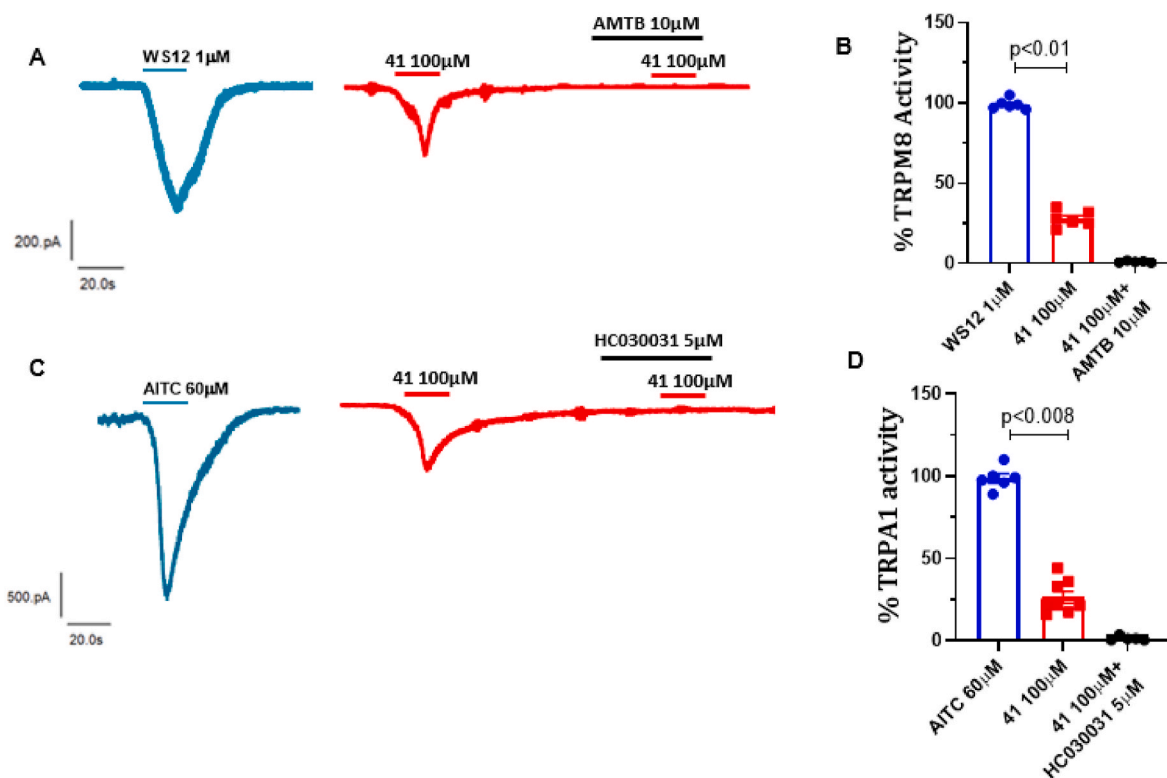 A
WS12 1µM
AMTB 10µM
41 100µM
41 100µM
200.pA
20.0s
B
% TRPM8 Activity
150
100
50
0
p<0.01
WS12 1µM
41 100µM
41 100µM+
AMTB 10µM
C
AITC 60µM
HC030031 5µM
41 100µM
41 100µM
500.pA
20.0s
D
% TRPA1 activity
150
100
50
0
p<0.008
AITC 60µM
41 100µM
41 100µM+
HC030031 5µM